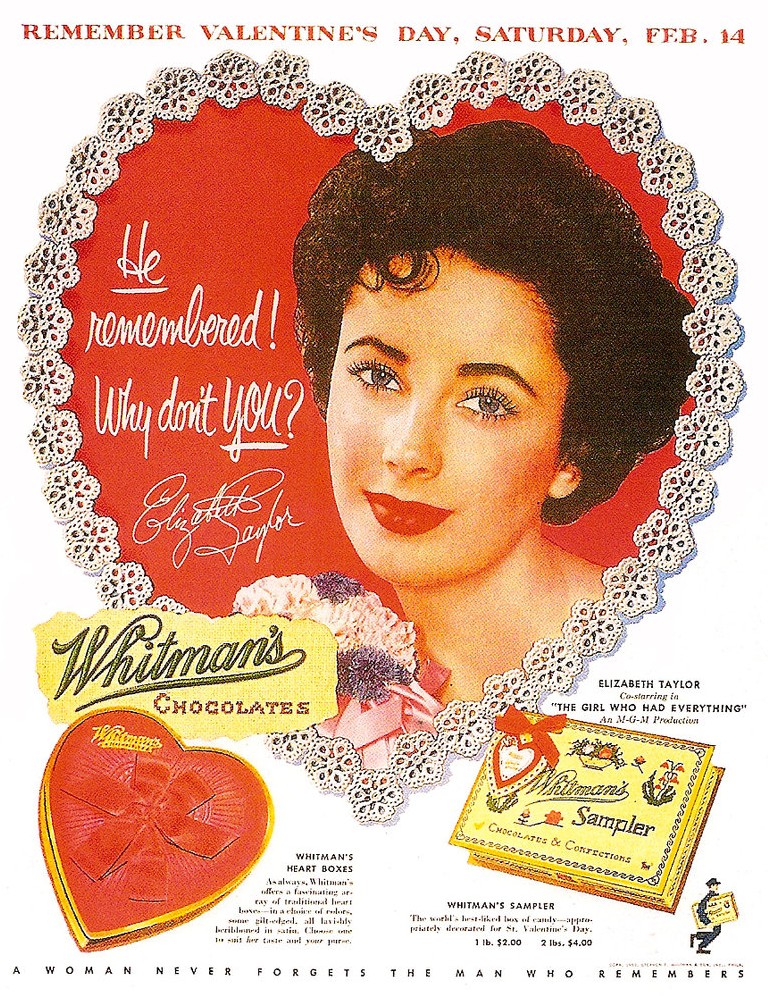 REMEMBER VALENTINE'S DAY, SATURDAY, FEB. 14
He
remembered!
Why don't YOU?
Elizabeth
Taylor
Whitman's
CHOCOLATES
ELIZABETH TAYLOR
Co-starring in
"THE GIRL WHO HAD EVERYTHING"
An M-G-M Production
Whitman's
Whitman's
Sampler
CHOCOLATES & CONFECTIONS
WHITMAN'S
HEART BOXES
As always, Whitman's
offers a fascinating ar-
ray of traditional heart
boxes—in a choice of colors,
some gilt-edged, all lavishly
beribboned in satin. Choose one
to suit her taste and your purse.
WHITMAN'S SAMPLER
The world's best-liked box of candy—appro-
priately decorated for St. Valentine's Day.
1 lb. $2.00 2 lbs. $4.00
A WOMAN NEVER FORGETS THE MAN WHO REMEMBERS